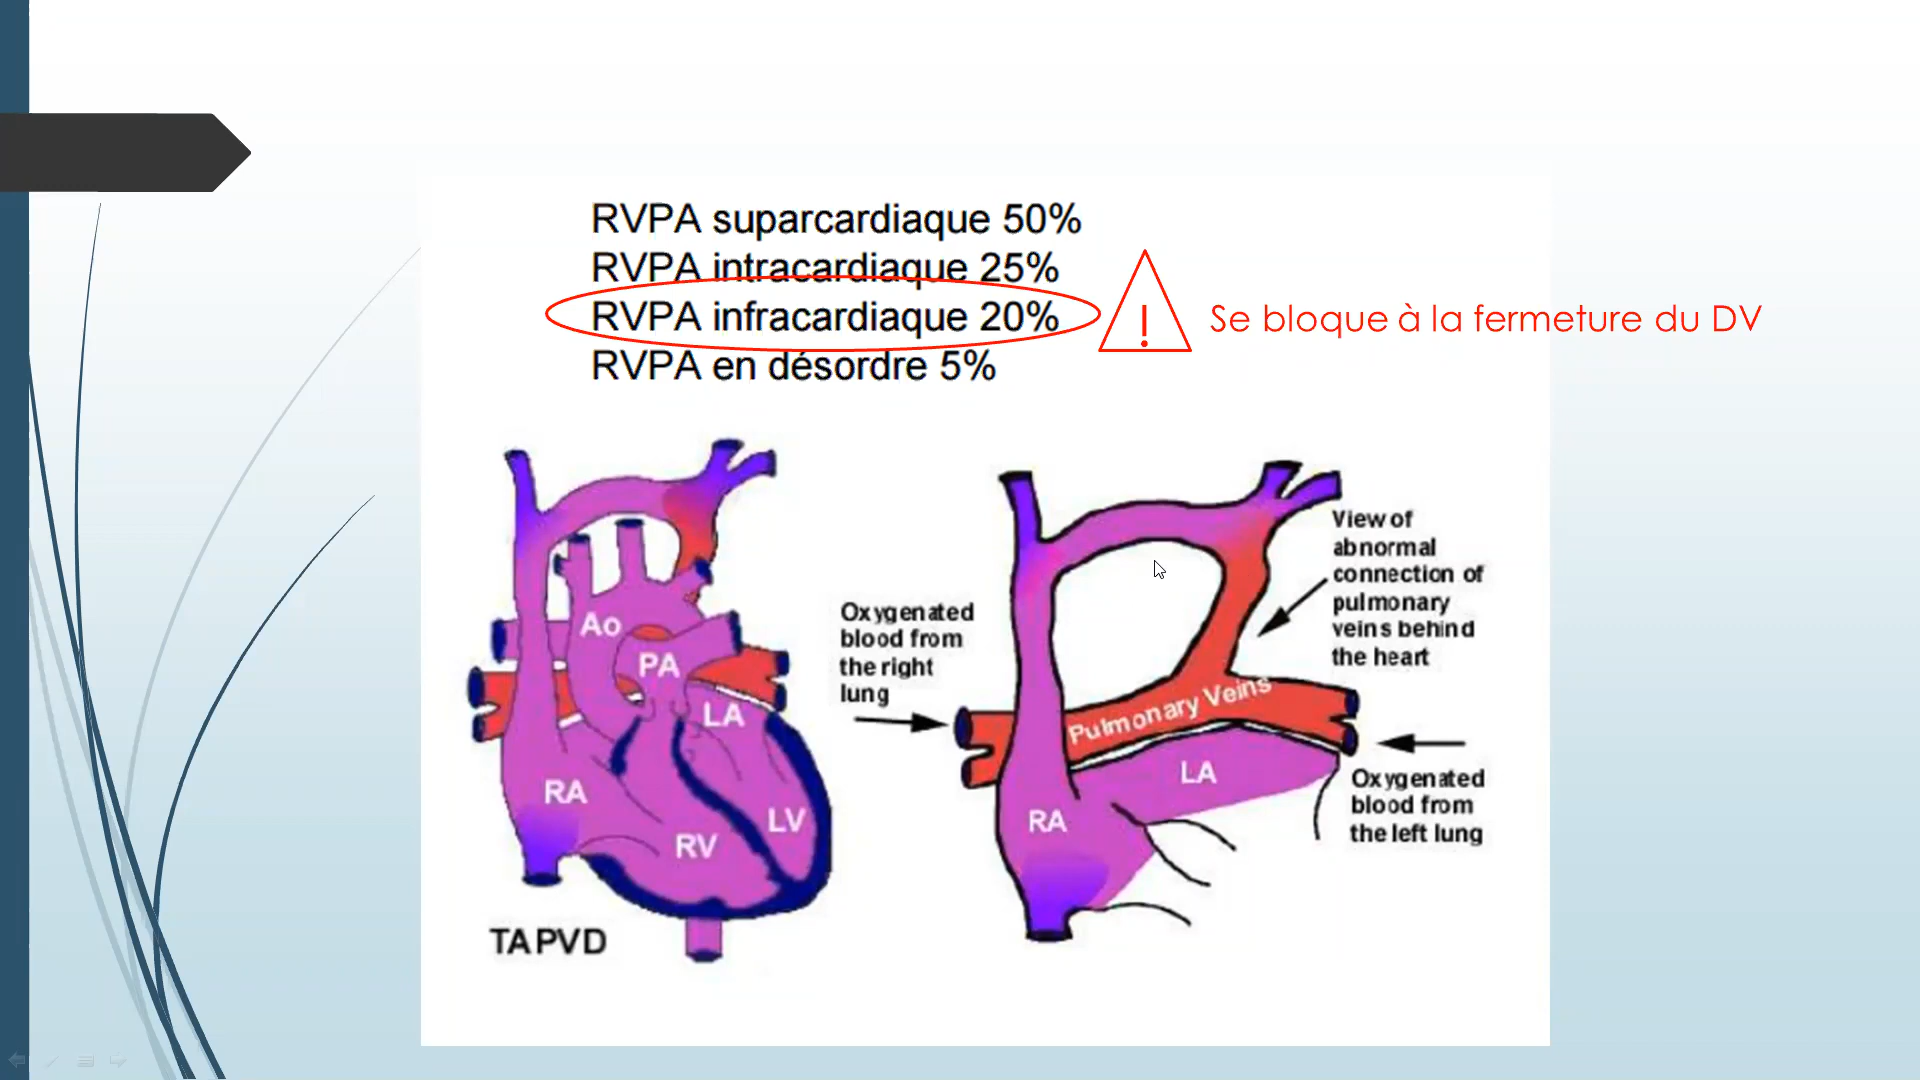 RVPA suparcardiaque 50%
RVPA intracardiaque 25%
RVPA infracardiaque 20%
! Se bloque à la fermeture du DV
RVPA en désordre 5%
Ao
PA
LA
RA
RV
LV
TAPVD
Oxygenated
blood from
the right
lung
Pulmonary Veins
LA
RA
View of
abnormal
connection of
pulmonary
veins behind
the heart
Oxygenated
blood from
the left lung